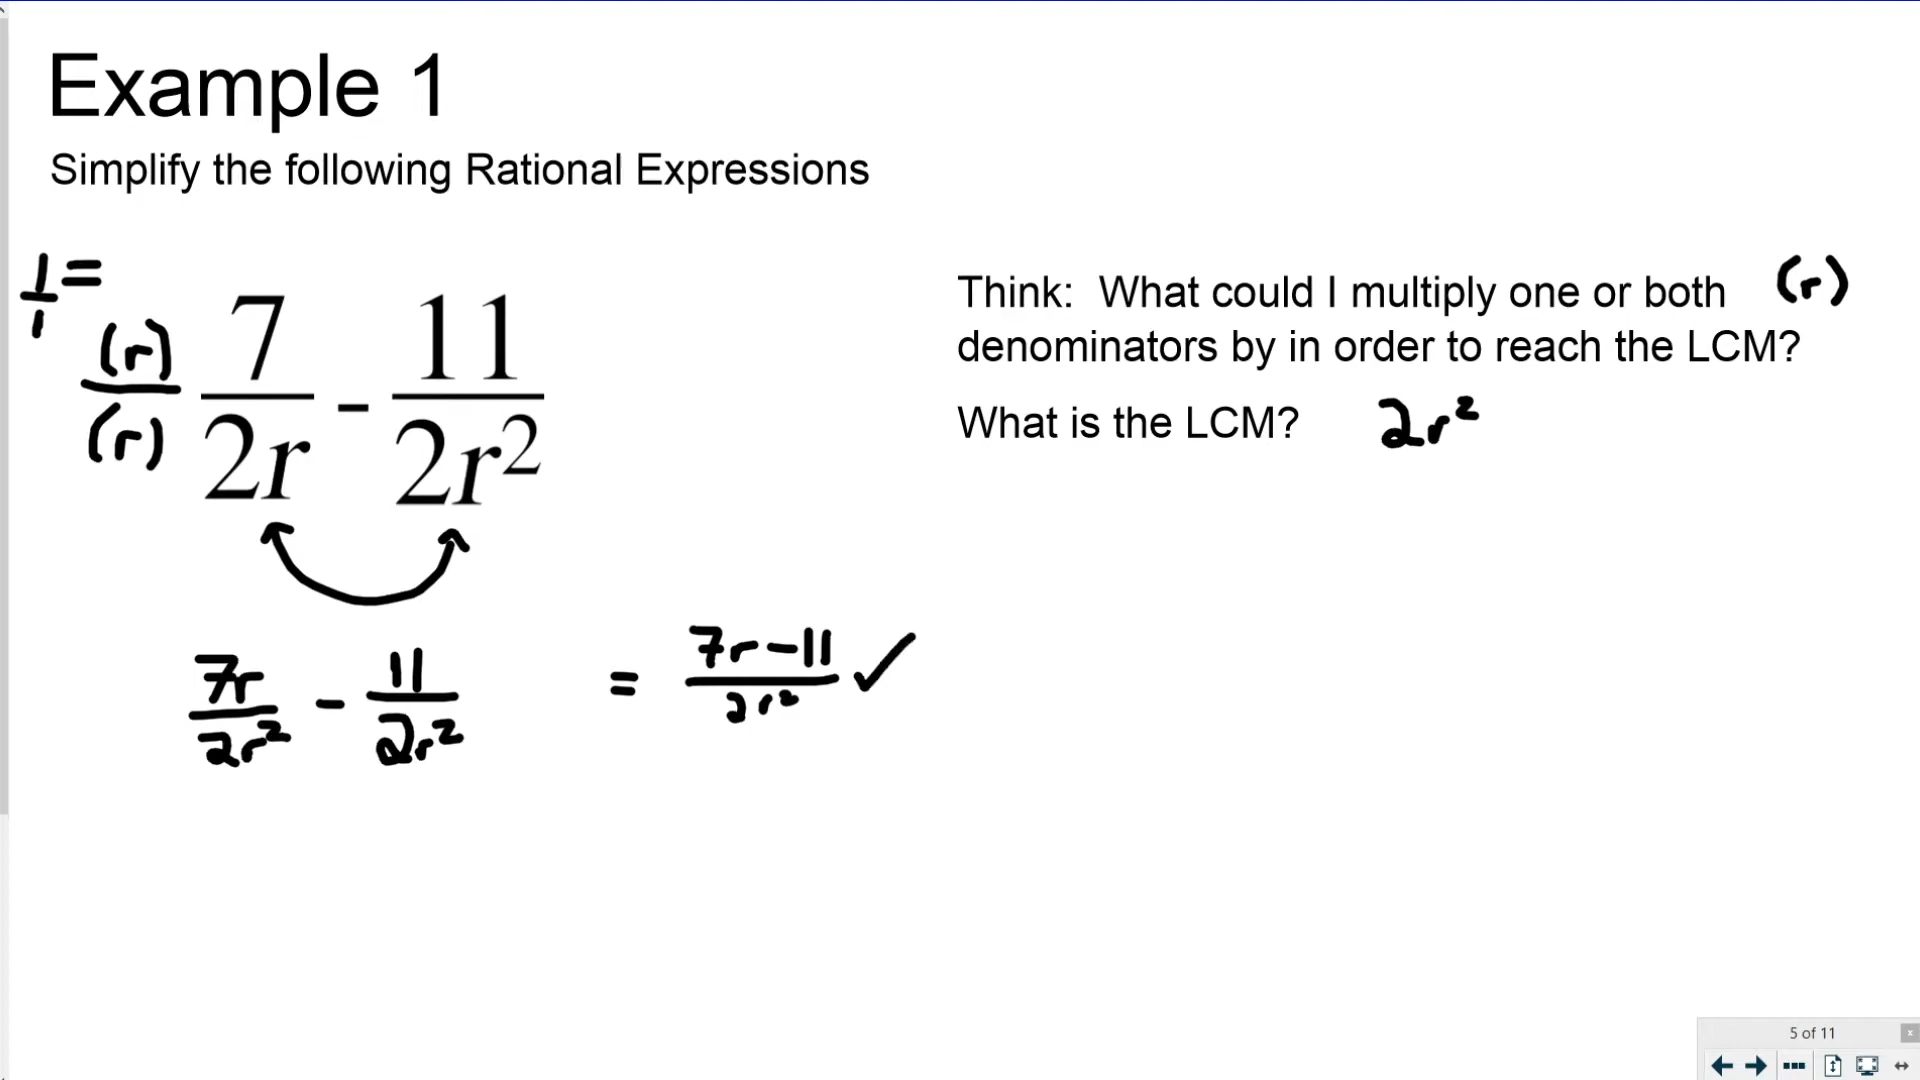 Example 1
Simplify the following Rational Expressions
1/1 =
(r)/(r) 7/2r - 11/2r²
Think: What could I multiply one or both (r)
denominators by in order to reach the LCM?
What is the LCM? 2r²
7r/2r² - 11/2r² = 7r-11/2r² ✓
5 of 11